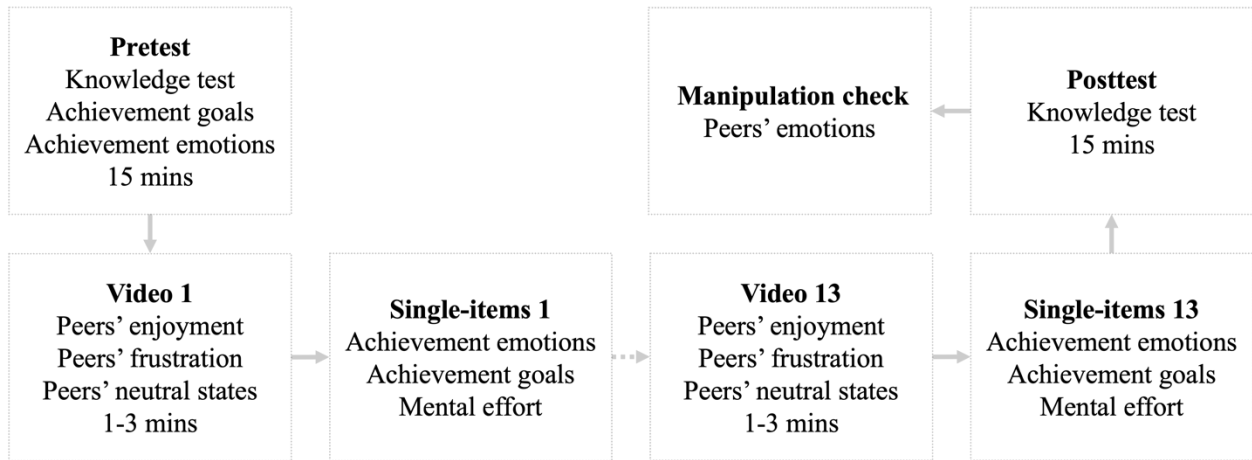 Pretest
Knowledge test
Achievement goals
Achievement emotions
15 mins
Manipulation check
Peers’ emotions
Posttest
Knowledge test
15 mins
Video 1
Peers’ enjoyment
Peers’ frustration
Peers’ neutral states
1-3 mins
Single-items 1
Achievement emotions
Achievement goals
Mental effort
Video 13
Peers’ enjoyment
Peers’ frustration
Peers’ neutral states
1-3 mins
Single-items 13
Achievement emotions
Achievement goals
Mental effort